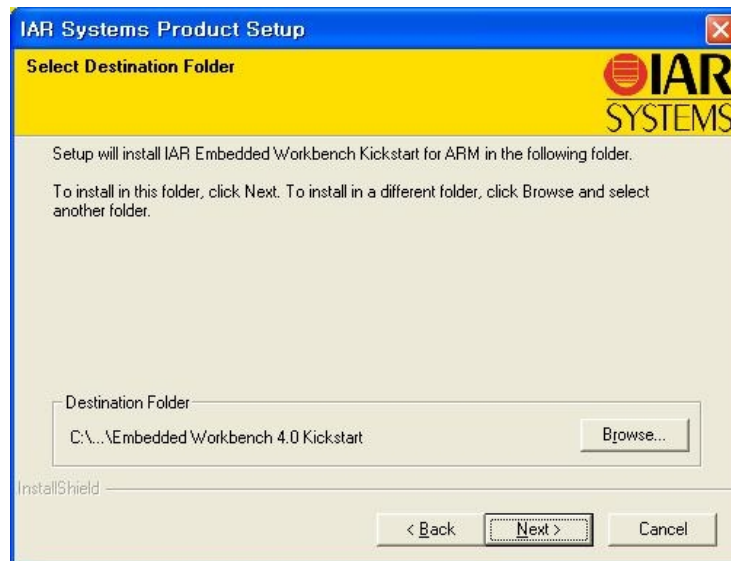 IAR Systems Product Setup
Select Destination Folder
IAR
SYSTEMS
Setup will install IAR Embedded Workbench Kickstart for ARM in the following folder.
To install in this folder, click Next. To install in a different folder, click Browse and select
another folder.
Destination Folder
C:\...\Embedded Workbench 4.0 Kickstart
Browse...
InstallShield
< Back
Next >
Cancel